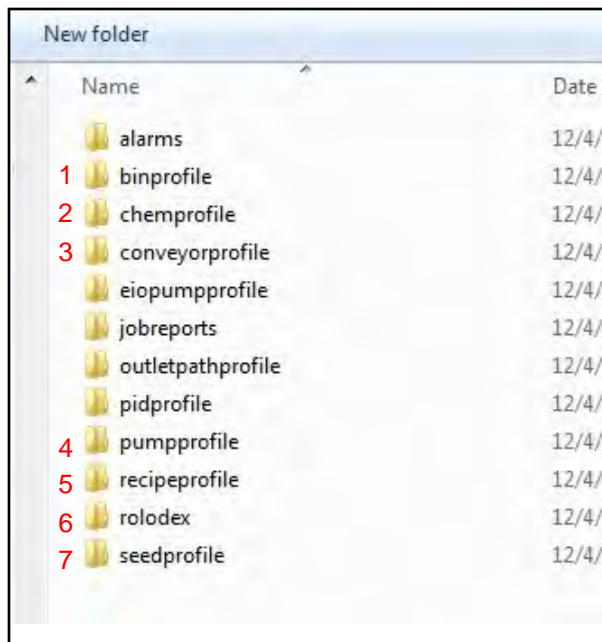 New folder
Name Date
alarms 12/4/
1 binprofile 12/4/
2 chemprofile 12/4/
3 conveyorprofile 12/4/
eiopumpprofile 12/4/
jobreports 12/4/
outletpathprofile 12/4/
pidprofile 12/4/
4 pumpprofile 12/4/
5 recipeprofile 12/4/
6 rolodex 12/4/
7 seedprofile 12/4/